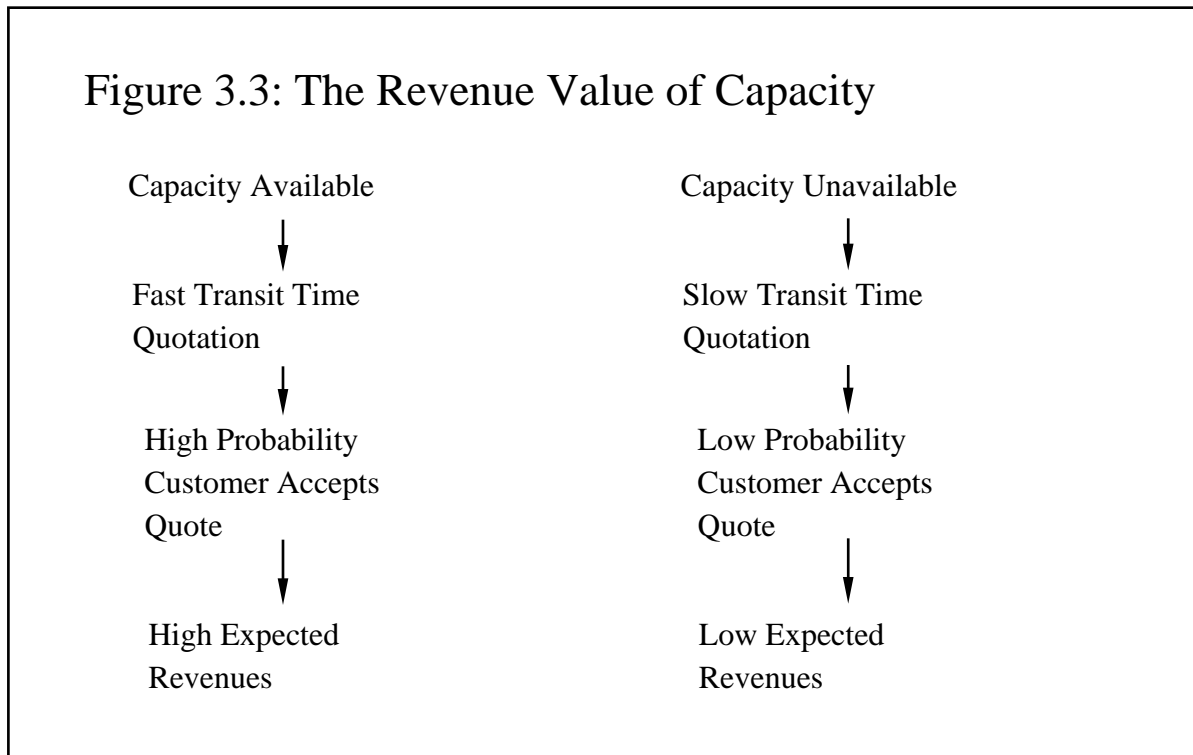 Figure 3.3: The Revenue Value of Capacity
Capacity Available
Fast Transit Time
Quotation
High Probability
Customer Accepts
Quote
High Expected
Revenues
Capacity Unavailable
Slow Transit Time
Quotation
Low Probability
Customer Accepts
Quote
Low Expected
Revenues